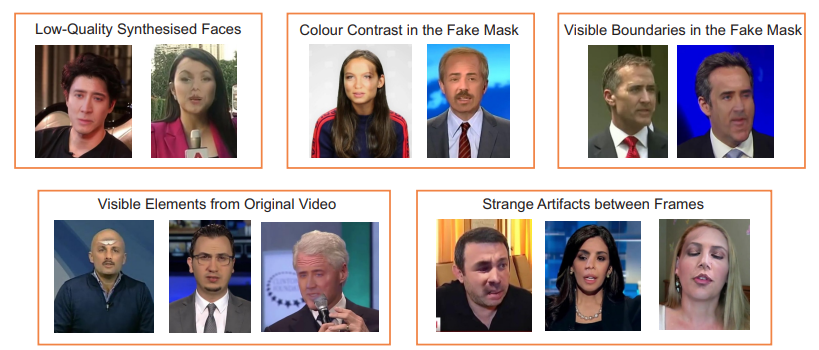 Low-Quality Synthesised Faces
Colour Contrast in the Fake Mask
Visible Boundaries in the Fake Mask
Visible Elements from Original Video
Strange Artifacts between Frames